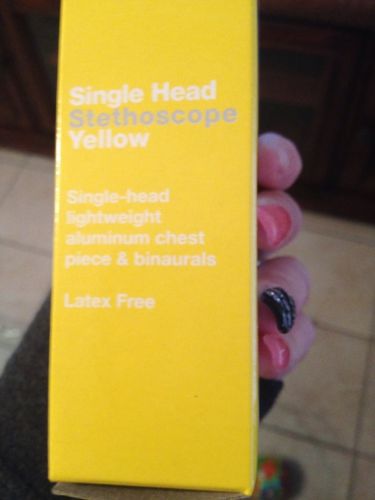 Single Head
Stethoscope
Yellow
Single-head
lightweight
aluminum chest
piece & binaurals
Latex Free